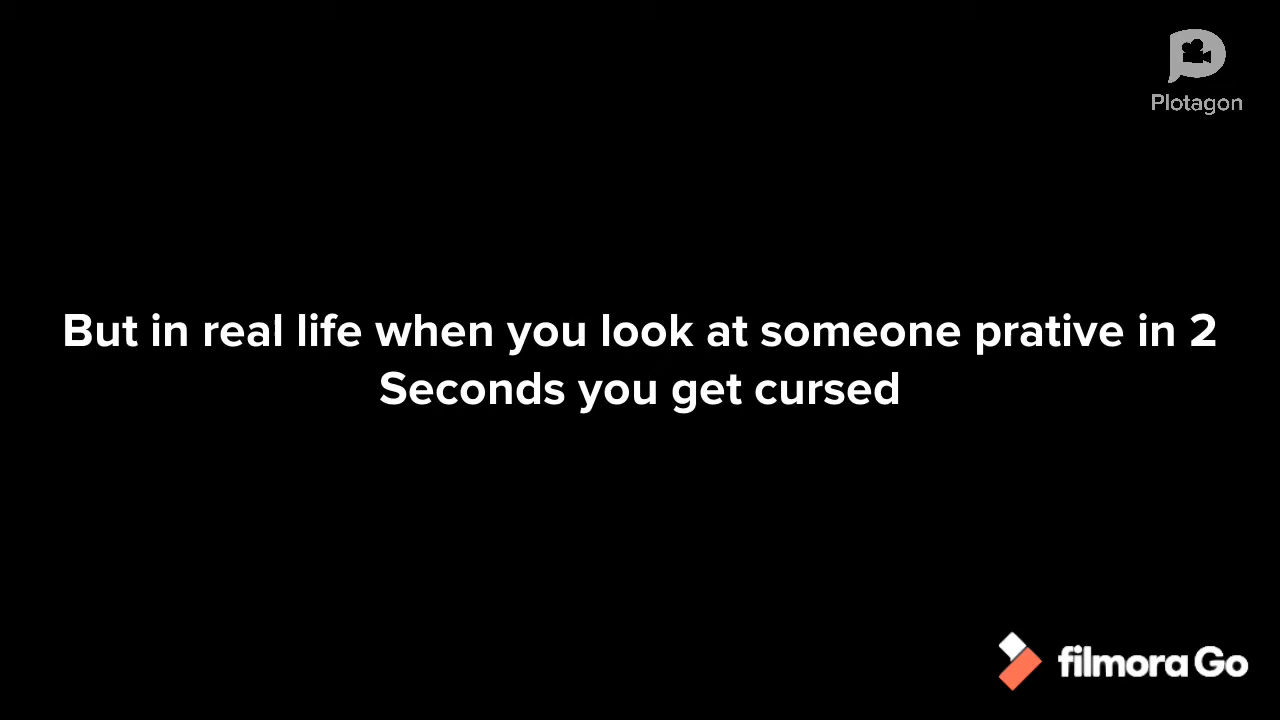 Plotagon
But in real life when you look at someone prative in 2
Seconds you get cursed
filmora Go